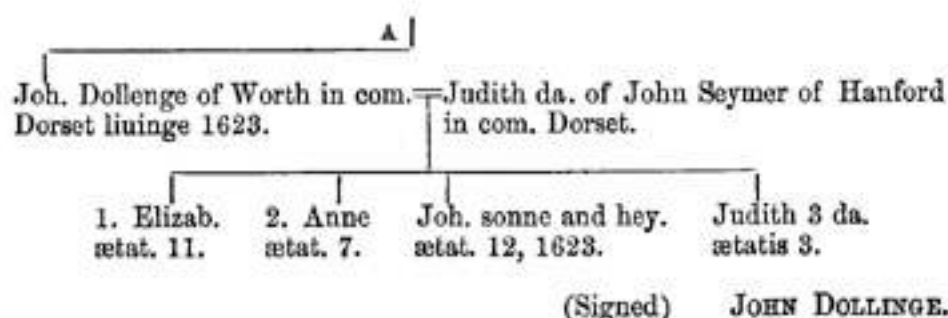 A
Joh. Dollenge of Worth in com.=Judith da. of John Seymer of Hanford
Dorset liuinge 1623. in com. Dorset.
1. Elizab. 2. Anne Joh. sonne and hey. Judith 3 da.
ætat. 11. ætat. 7. ætat. 12, 1623. ætatis 3.
(Signed) JOHN DOLLINGE.